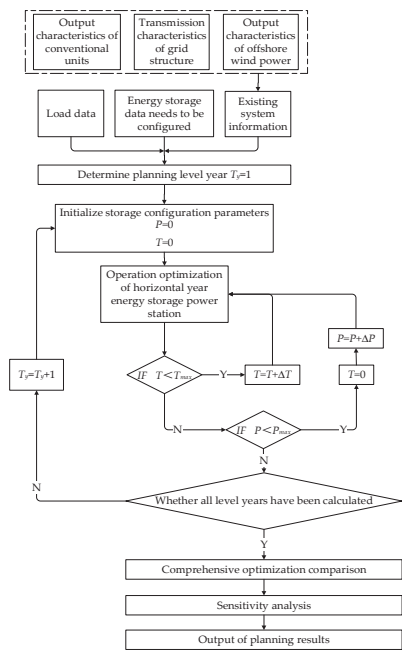 Output
characteristics of
conventional
units
Transmission
characteristics
of grid
structure
Output
characteristics
of offshore
wind power
Load data
Energy storage
data needs to be
configured
Existing
system
information
Determine planning level year Ty=1
Initialize storage configuration parameters
P=0
T=0
Operation optimization
of horizontal year
energy storage power
station
P=P+ΔP
Ty=Ty+1
IF T<Tmax
Y
T=T+ΔT
T=0
N
IF P<Pmax
Y
N
N
Whether all level years have been calculated
Y
Comprehensive optimization comparison
Sensitivity analysis
Output of planning results